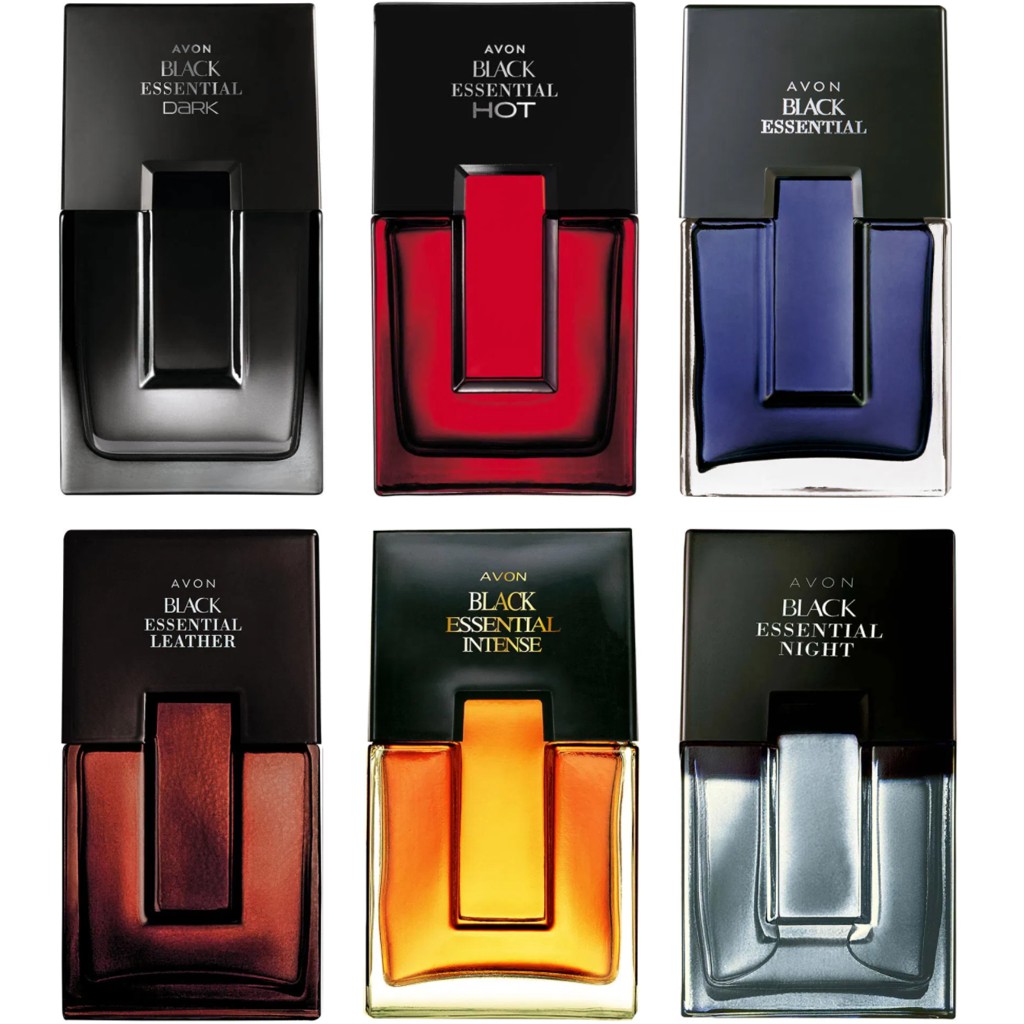 AVON
BLACK
ESSENTIAL
DARK
AVON
BLACK
ESSENTIAL
HOT
AVON
BLACK
ESSENTIAL
AVON
BLACK
ESSENTIAL
LEATHER
AVON
BLACK
ESSENTIAL
INTENSE
AVON
BLACK
ESSENTIAL
NIGHT